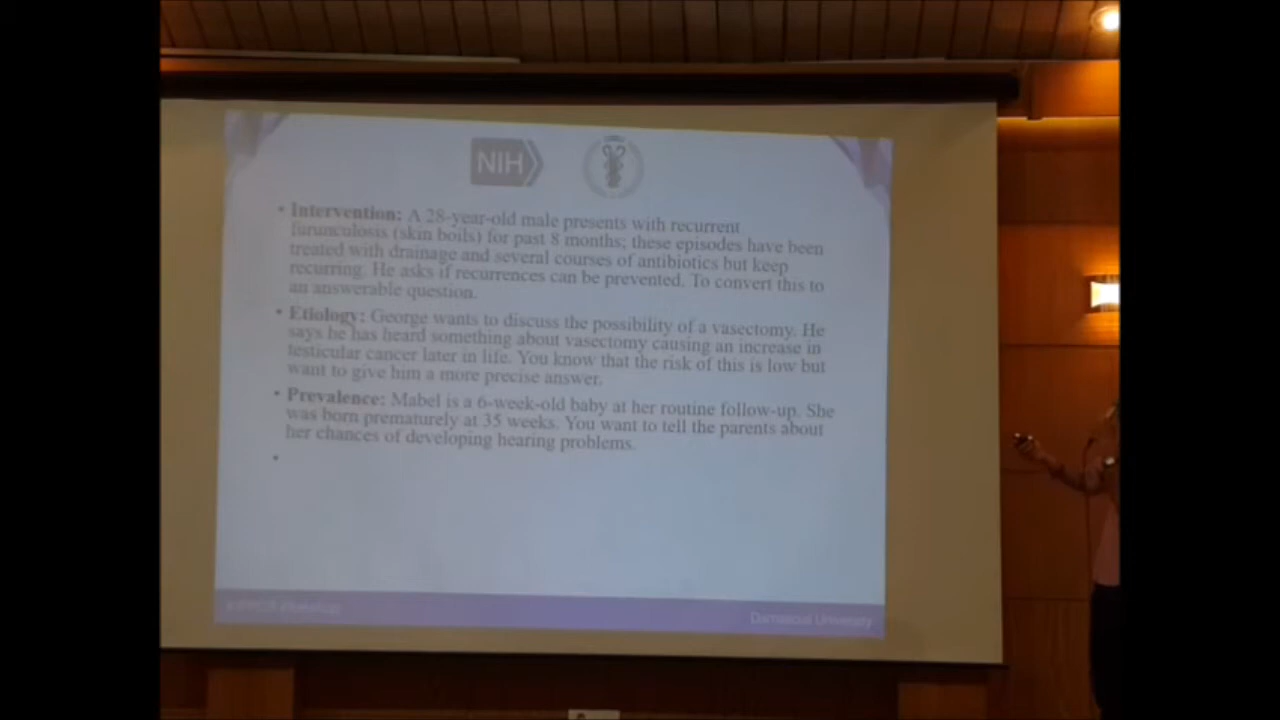 NIH
• Intervention: A 28-year-old male presents with recurrent
furunculosis (skin boils) for past 8 months; these episodes have been
treated with drainage and several courses of antibiotics but keep
recurring. He asks if recurrences can be prevented. To convert this to
an answerable question.
• Etiology: George wants to discuss the possibility of a vasectomy. He
says he has heard something about vasectomy causing an increase in
testicular cancer later in life. You know that the risk of this is low but
want to give him a more precise answer.
• Prevalence: Mabel is a 6-week-old baby at her routine follow-up. She
was born prematurely at 35 weeks. You want to tell the parents about
her chances of developing hearing problems.
•
Damascus University